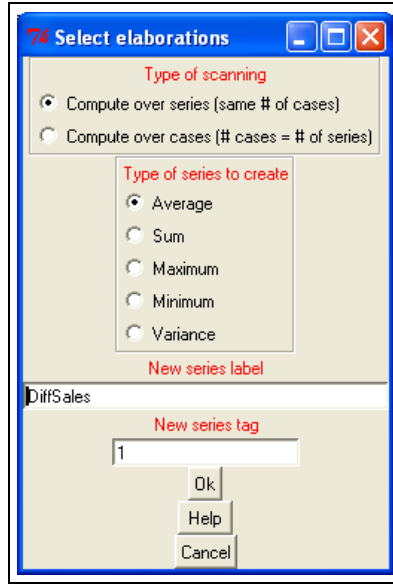 Select elaborations
Type of scanning
Compute over series (same # of cases)
Compute over cases (# cases = # of series)
Type of series to create
Average
Sum
Maximum
Minimum
Variance
New series label
DiffSales
New series tag
1
Ok
Help
Cancel